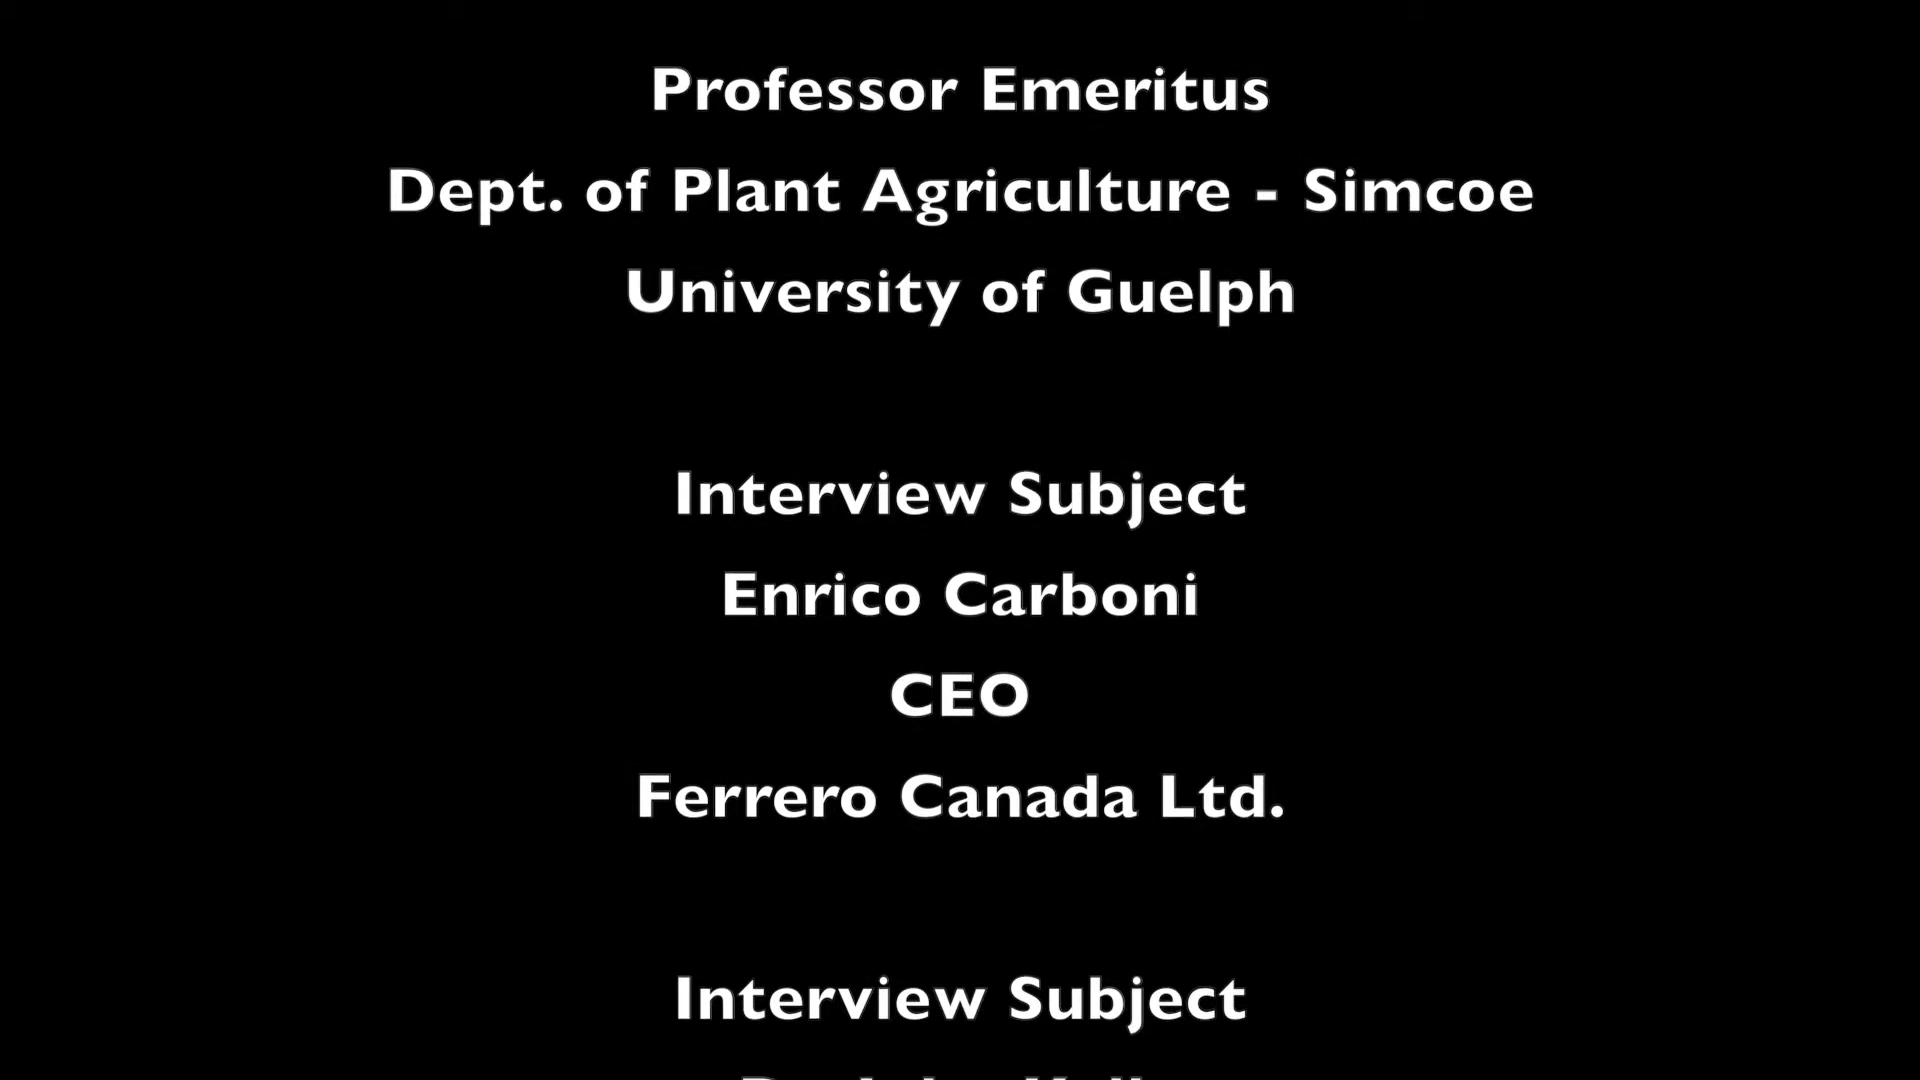 Professor Emeritus
Dept. of Plant Agriculture - Simcoe
University of Guelph
Interview Subject
Enrico Carboni
CEO
Ferrero Canada Ltd.
Interview Subject